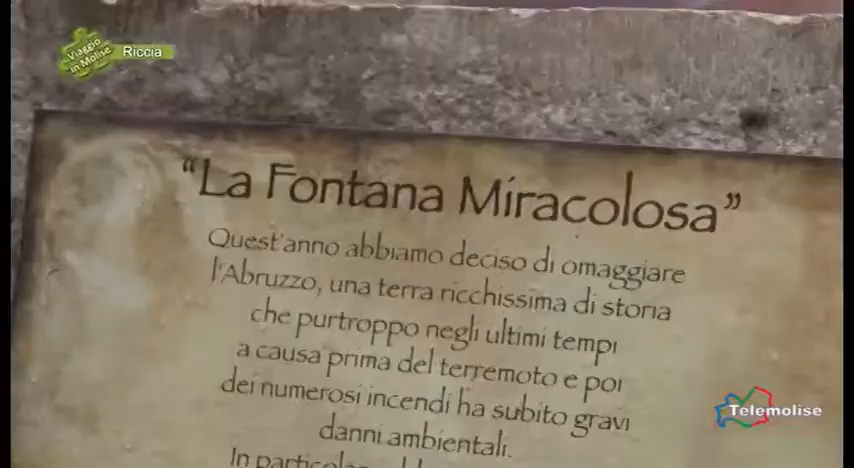 Viaggio
in Molise
Riccia
“La Fontana Miracolosa”
Quest'anno abbiamo deciso di omaggiare
l'Abruzzo, una terra ricchissima di storia
che purtroppo negli ultimi tempi
a causa prima del terremoto e poi
dei numerosi incendi ha subito gravi
danni ambientali.
In
Telemolise